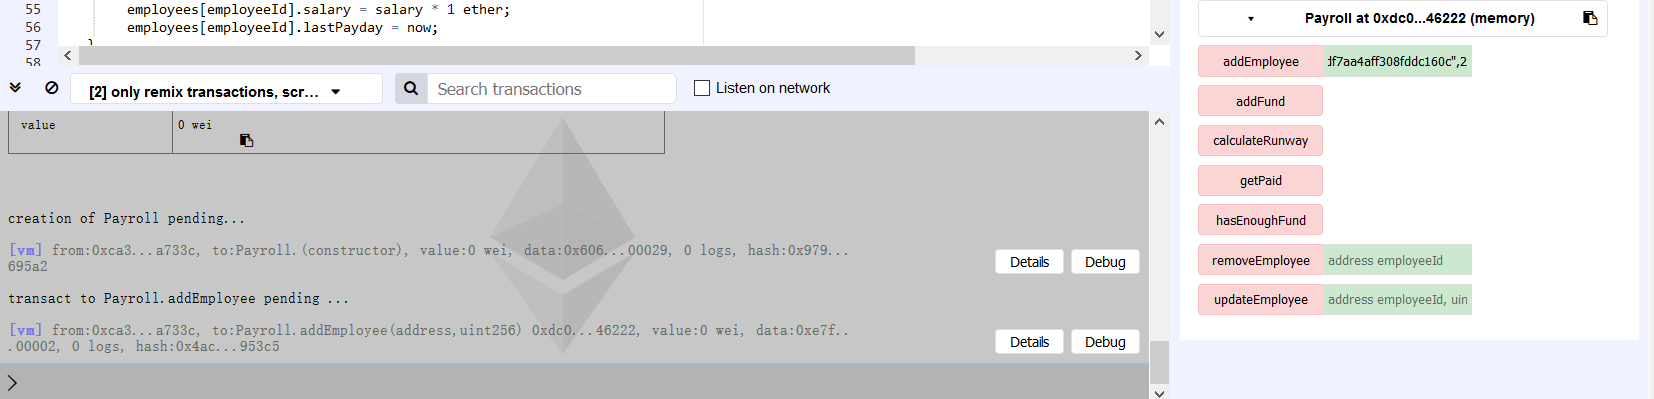 55 employees[employeeId].salary = salary * 1 ether;
56 employees[employeeId].lastPayday = now;
57 }
58
[2] only remix transactions, scr...
Search transactions
Listen on network
value 0 wei
creation of Payroll pending...
[vm] from:0xca3...a733c, to:Payroll.(constructor), value:0 wei, data:0x606...00029, 0 logs, hash:0x979...
695a2
Details Debug
transact to Payroll.addEmployee pending ...
[vm] from:0xca3...a733c, to:Payroll.addEmployee(address,uint256) 0xdc0...46222, value:0 wei, data:0xe7f..
.00002, 0 logs, hash:0x4ac...953c5
Details Debug
>
Payroll at 0xdc0...46222 (memory)
addEmployee df7aa4aff308fddc160c",2
addFund
calculateRunway
getPaid
hasEnoughFund
removeEmployee address employeeId
updateEmployee address employeeId, uin